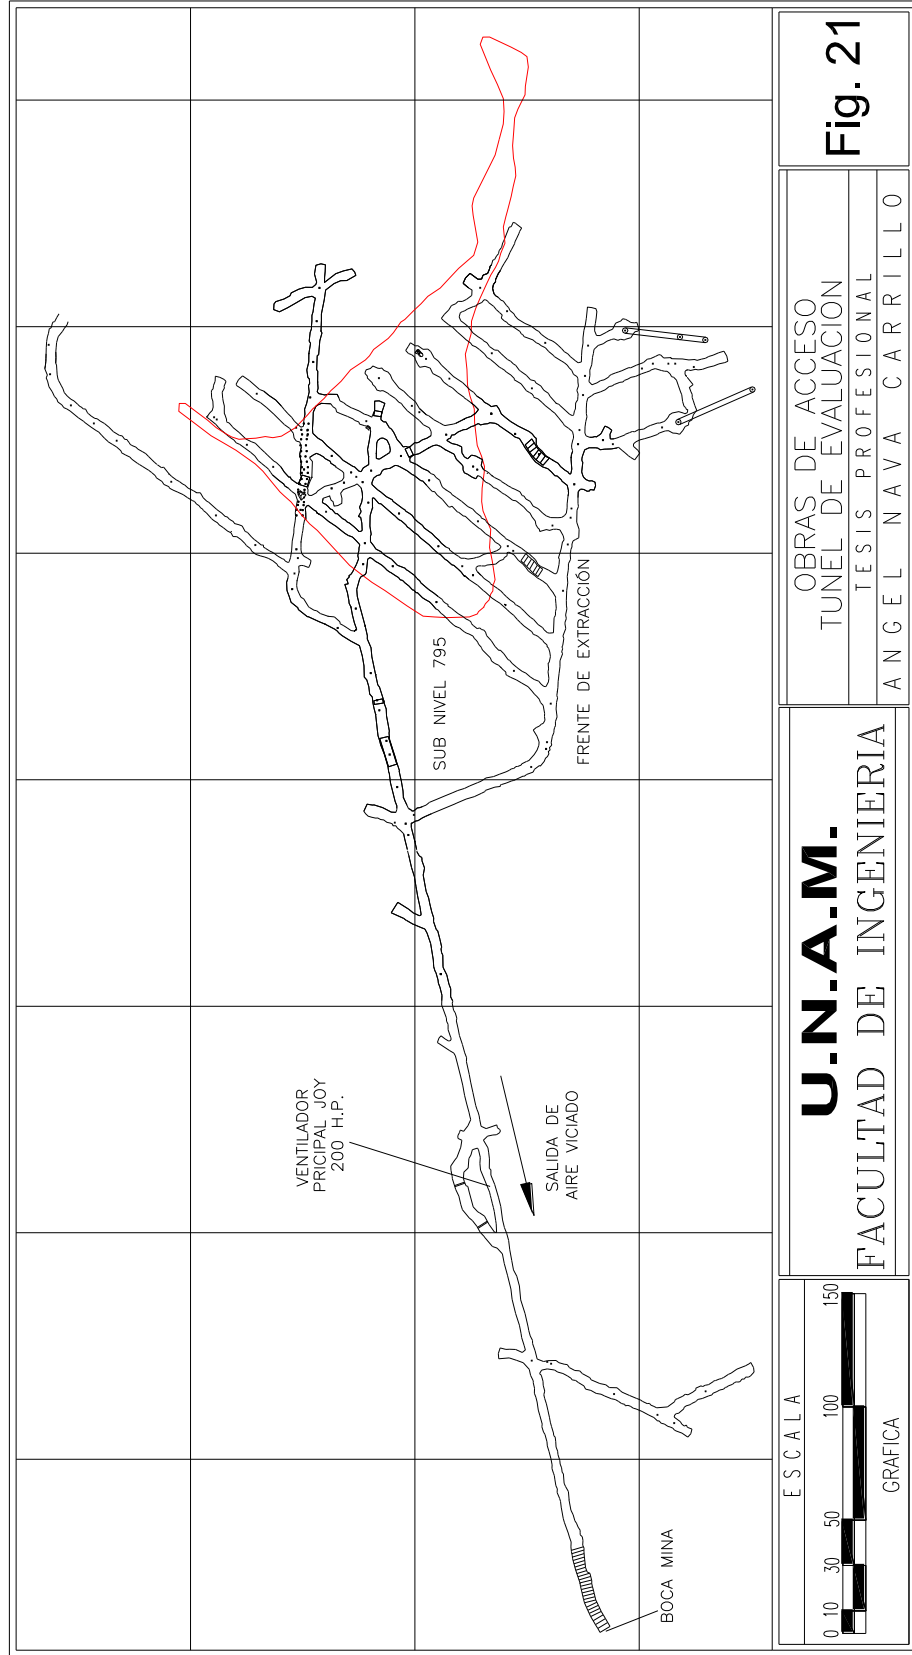 VENTILADOR
PRICIPAL JOY
200 H.P.
SALIDA DE
AIRE VICIADO
BOCA MINA
SUB NIVEL 795
FRENTE DE EXTRACCIÓN
ESCALA
0 10 30 50 100 150
GRAFICA
U.N.A.M.
FACULTAD DE INGENIERIA
OBRAS DE ACCESO
TUNEL DE EVALUACION
TESIS PROFESIONAL
ANGEL NAVA CARRILLO
Fig. 21